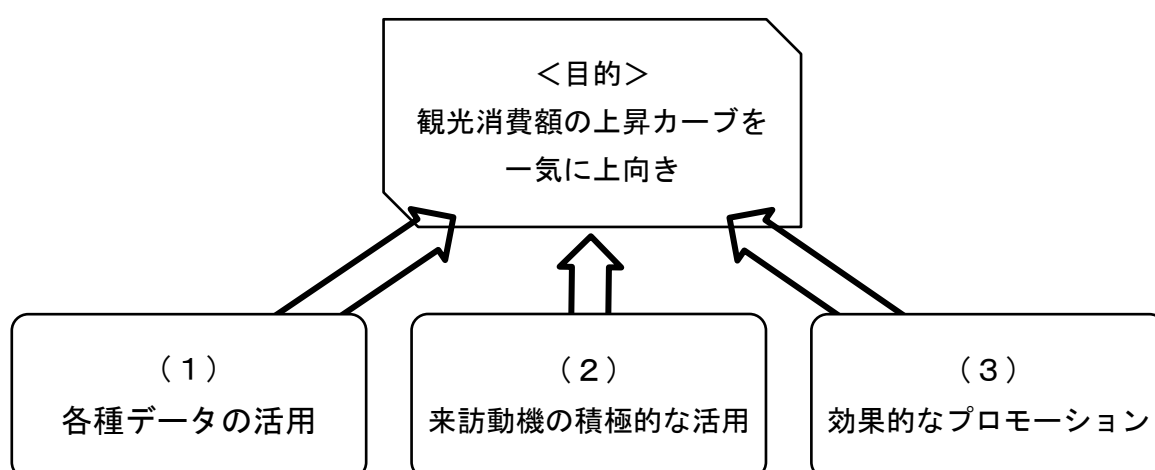 ＜目的＞
観光消費額の上昇カーブを
一気に上向き
（１）
各種データの活用
（２）
来訪動機の積極的な活用
（３）
効果的なプロモーション